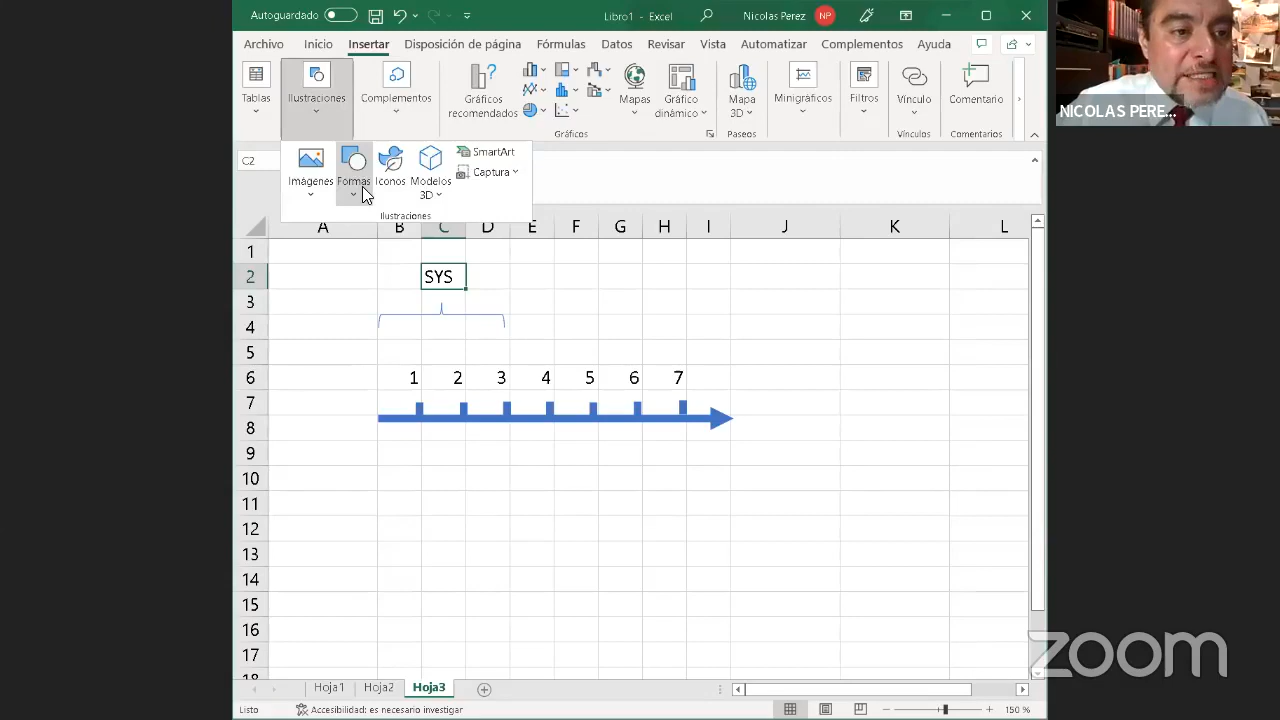 Autoguardado
Libro1 - Excel
Nicolas Perez
NP
Archivo Inicio Insertar Disposición de página Fórmulas Datos Revisar Vista Automatizar Complementos Ayuda
Tablas
Ilustraciones
Complementos
Gráficos recomendados
Mapas
Gráfico dinámico
Mapa 3D
Minigráficos
Filtros
Vínculo
Comentario
Gráficos
Paseos
Vínculos
Comentarios
C2
Imágenes
Formas
Iconos
Modelos 3D
SmartArt
Captura
Ilustraciones
A B C D E F G H I J K L
1
2 SYS
3
4
5
6 1 2 3 4 5 6 7
7
8
9
10
11
12
13
14
15
16
17
18
Hoja1 Hoja2 Hoja3
Listo
Accesibilidad: es necesario investigar
150 %
NICOLAS PERE...
zoom